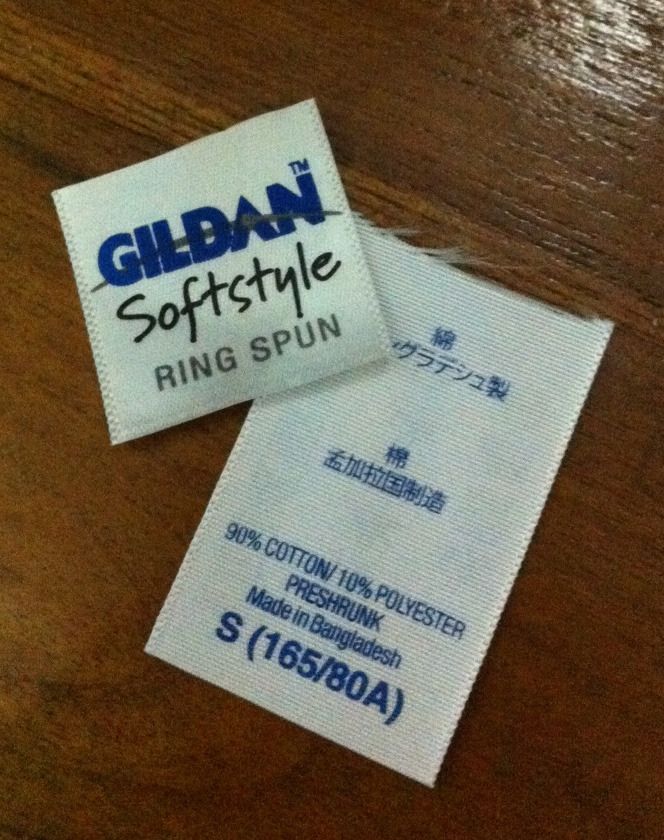 GILDAN™
Softstyle
RING SPUN
綿
ングラデシュ製
棉
孟加拉国制造
90% COTTON/10% POLYESTER
PRESHRUNK
Made in Bangladesh
S (165/80A)